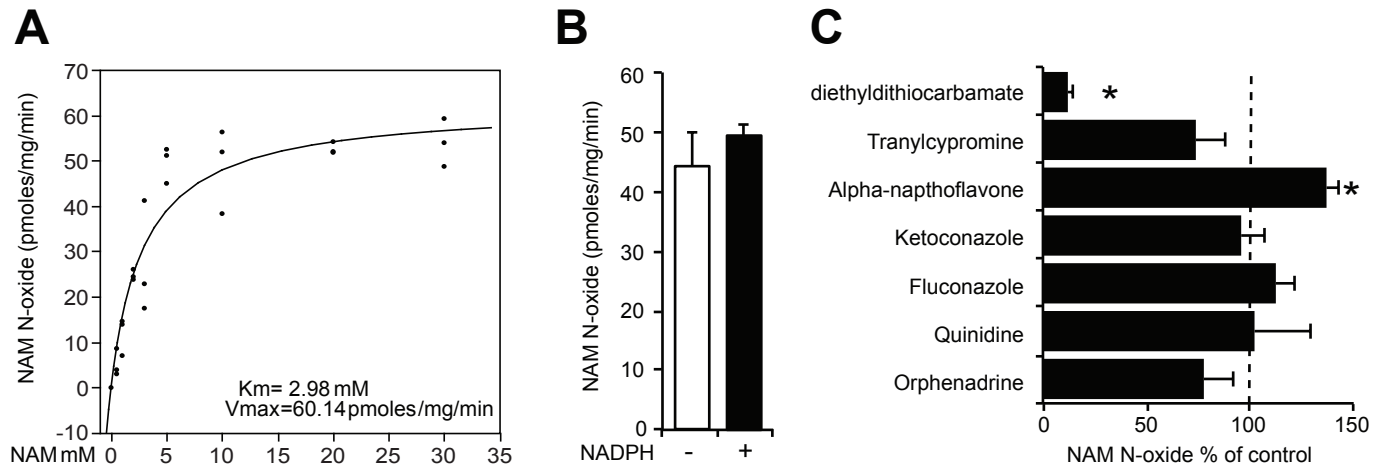 A
NAM N-oxide (pmoles/mg/min)
70
60
50
40
30
20
10
0
-10
Km= 2.98 mM
Vmax=60.14 pmoles/mg/min
NAM mM 0 5 10 15 20 25 30 35
B
NAM N-oxide (pmoles/mg/min)
60
50
40
30
20
10
0
NADPH - +
C
diethyldithiocarbamate *
Tranylcypromine
Alpha-napthoflavone *
Ketoconazole
Fluconazole
Quinidine
Orphenadrine
0 50 100 150
NAM N-oxide % of control